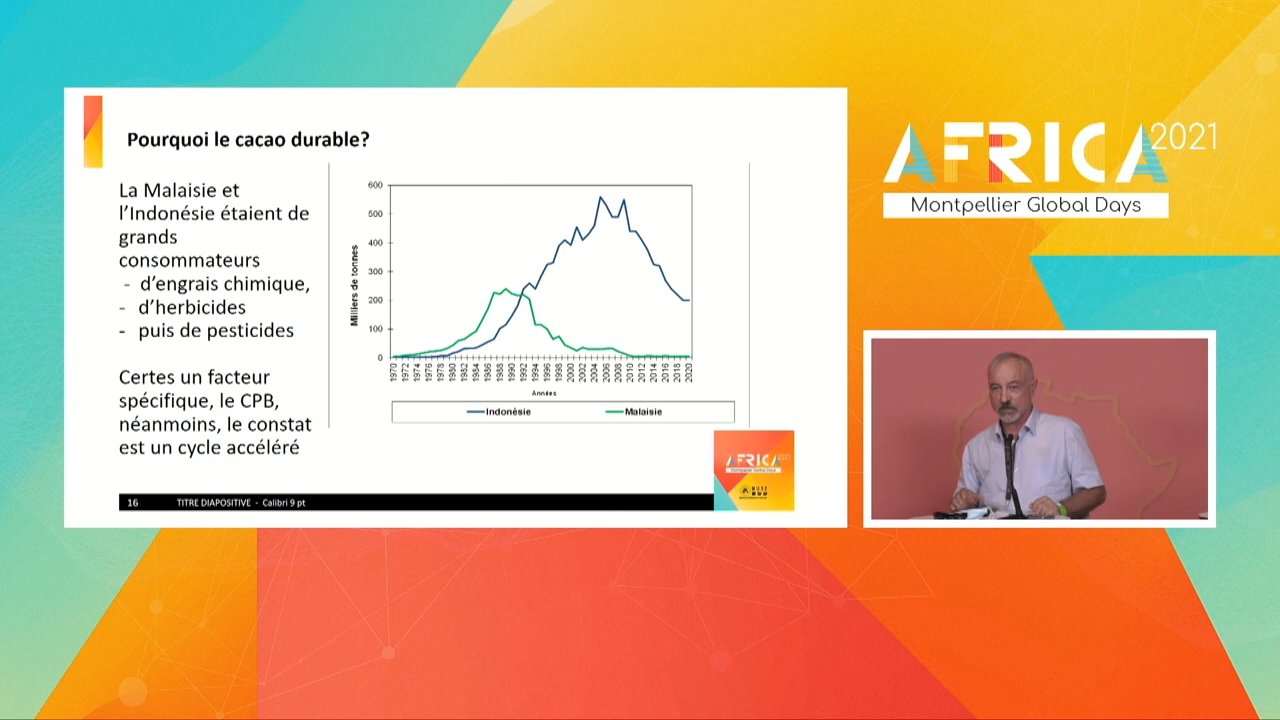 Pourquoi le cacao durable?
La Malaisie et
l'Indonésie étaient de
grands
consommateurs
- d'engrais chimique,
- d'herbicides
- puis de pesticides
Certes un facteur
spécifique, le CPB,
néanmoins, le constat
est un cycle accéléré
Milliers de tonnes
600
500
400
300
200
100
0
1970 1972 1974 1976 1978 1980 1982 1984 1986 1988 1990 1992 1994 1996 1998 2000 2002 2004 2006 2008 2010 2012 2014 2016 2018 2020
Années
Indonésie Malaisie
16 TITRE DIAPOSITIVE - Calibri 9 pt
AFRICA 2021
Montpellier Global Days
AFRICA 2021
Montpellier Global Days